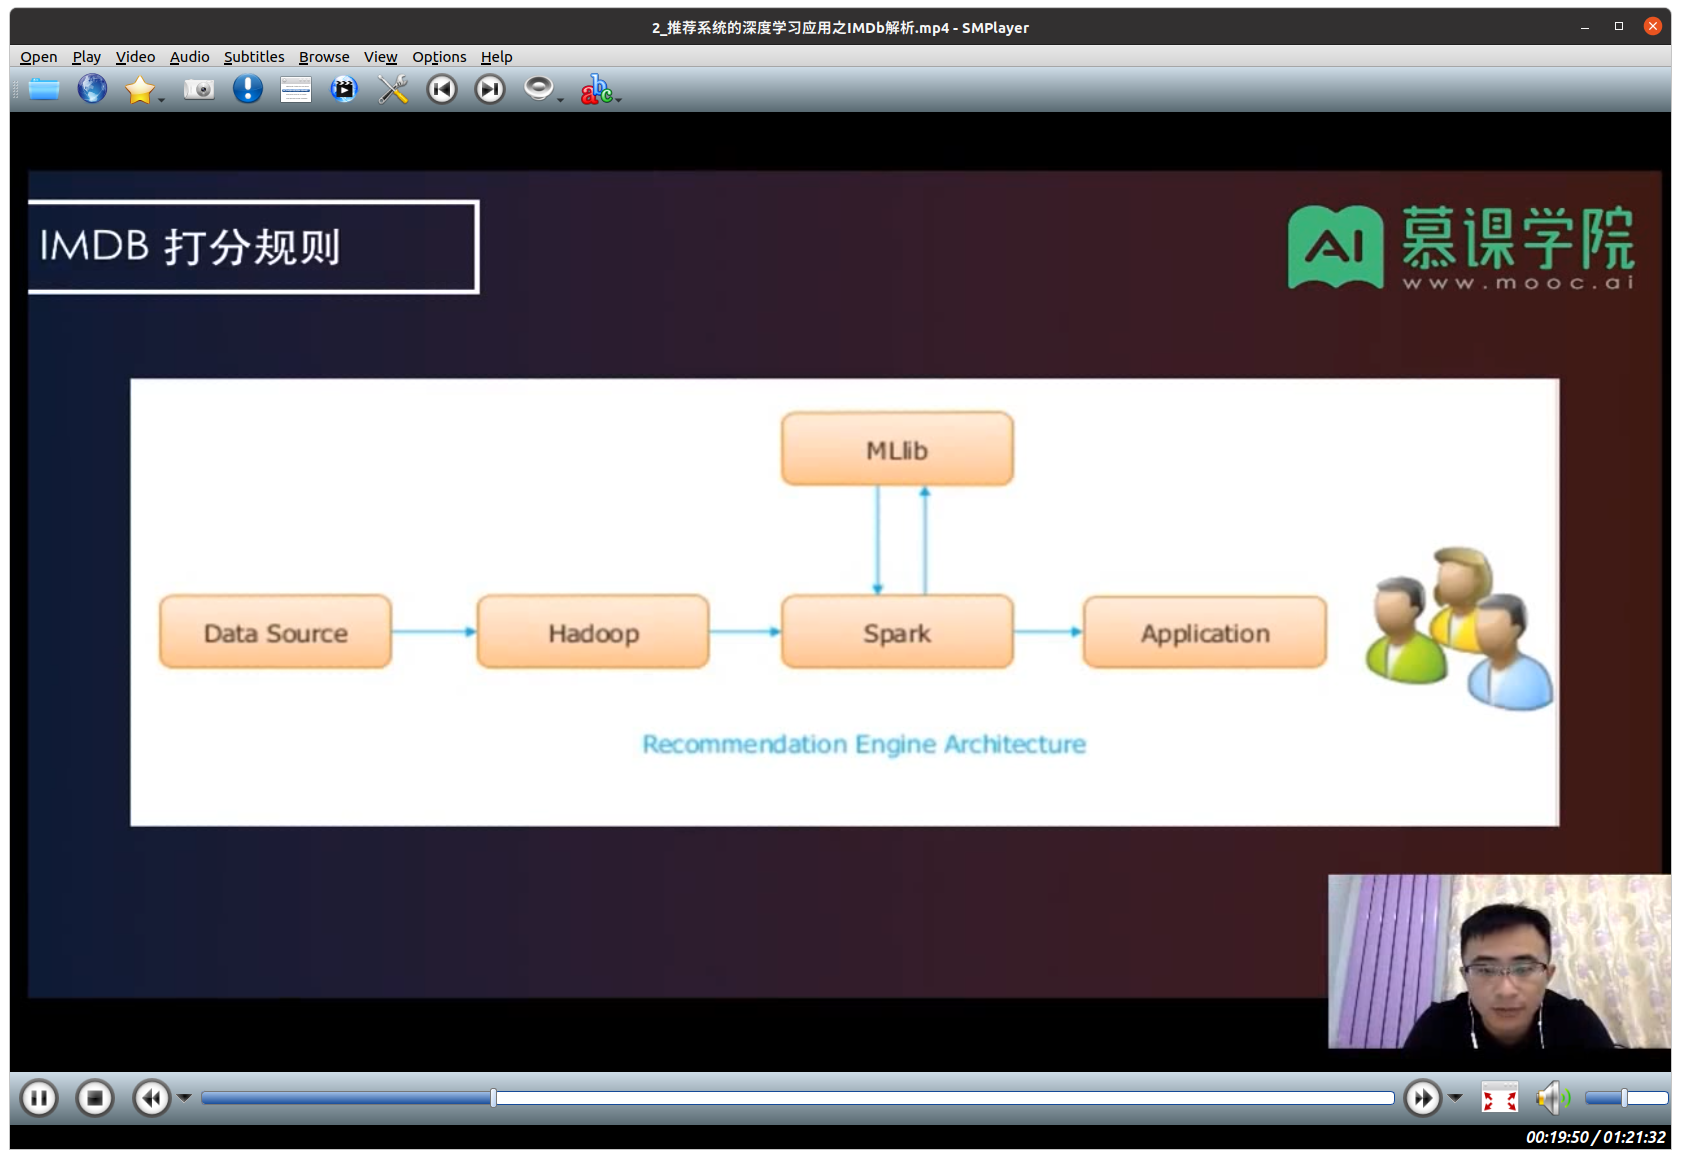 2_推荐系统的深度学习应用之IMDb解析.mp4 - SMPlayer
Open Play Video Audio Subtitles Browse View Options Help
abc
IMDB 打分规则
AI 慕课学院
www.mooc.ai
MLlib
Data Source
Hadoop
Spark
Application
Recommendation Engine Architecture
00:19:50 / 01:21:32